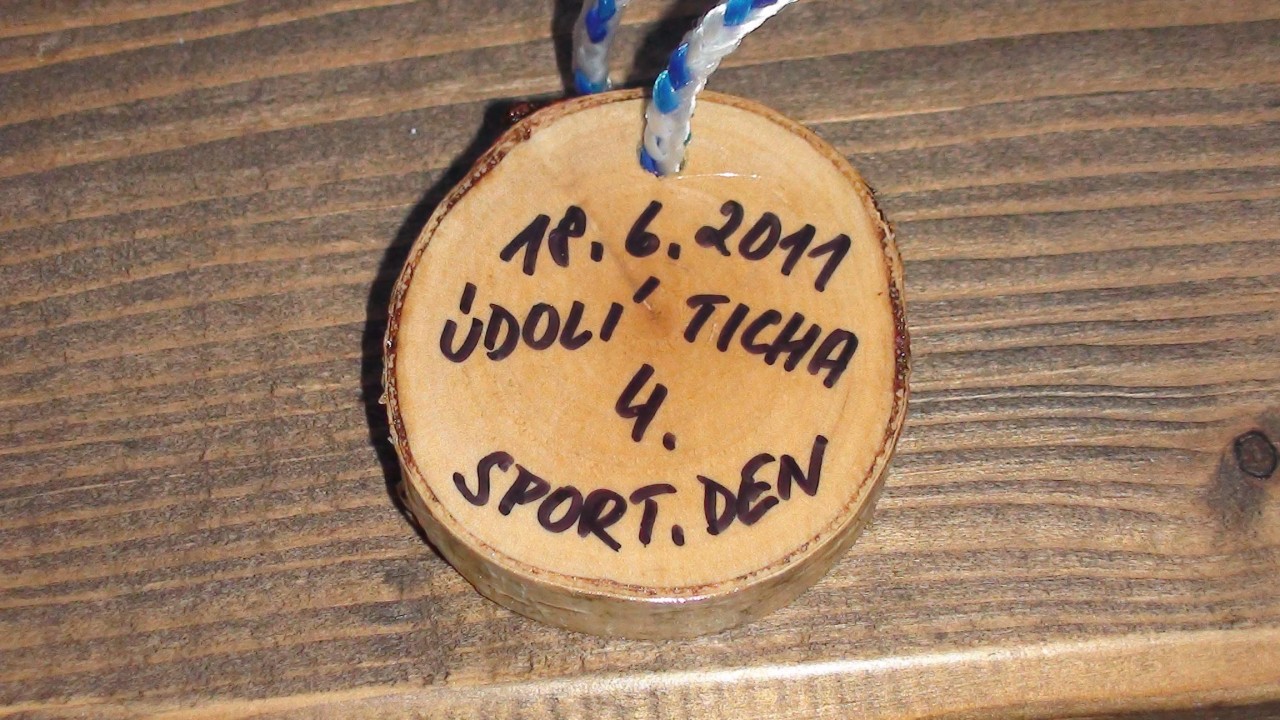 18.6.2011
ÚDOLÍ TICHA
4.
SPORT. DEN